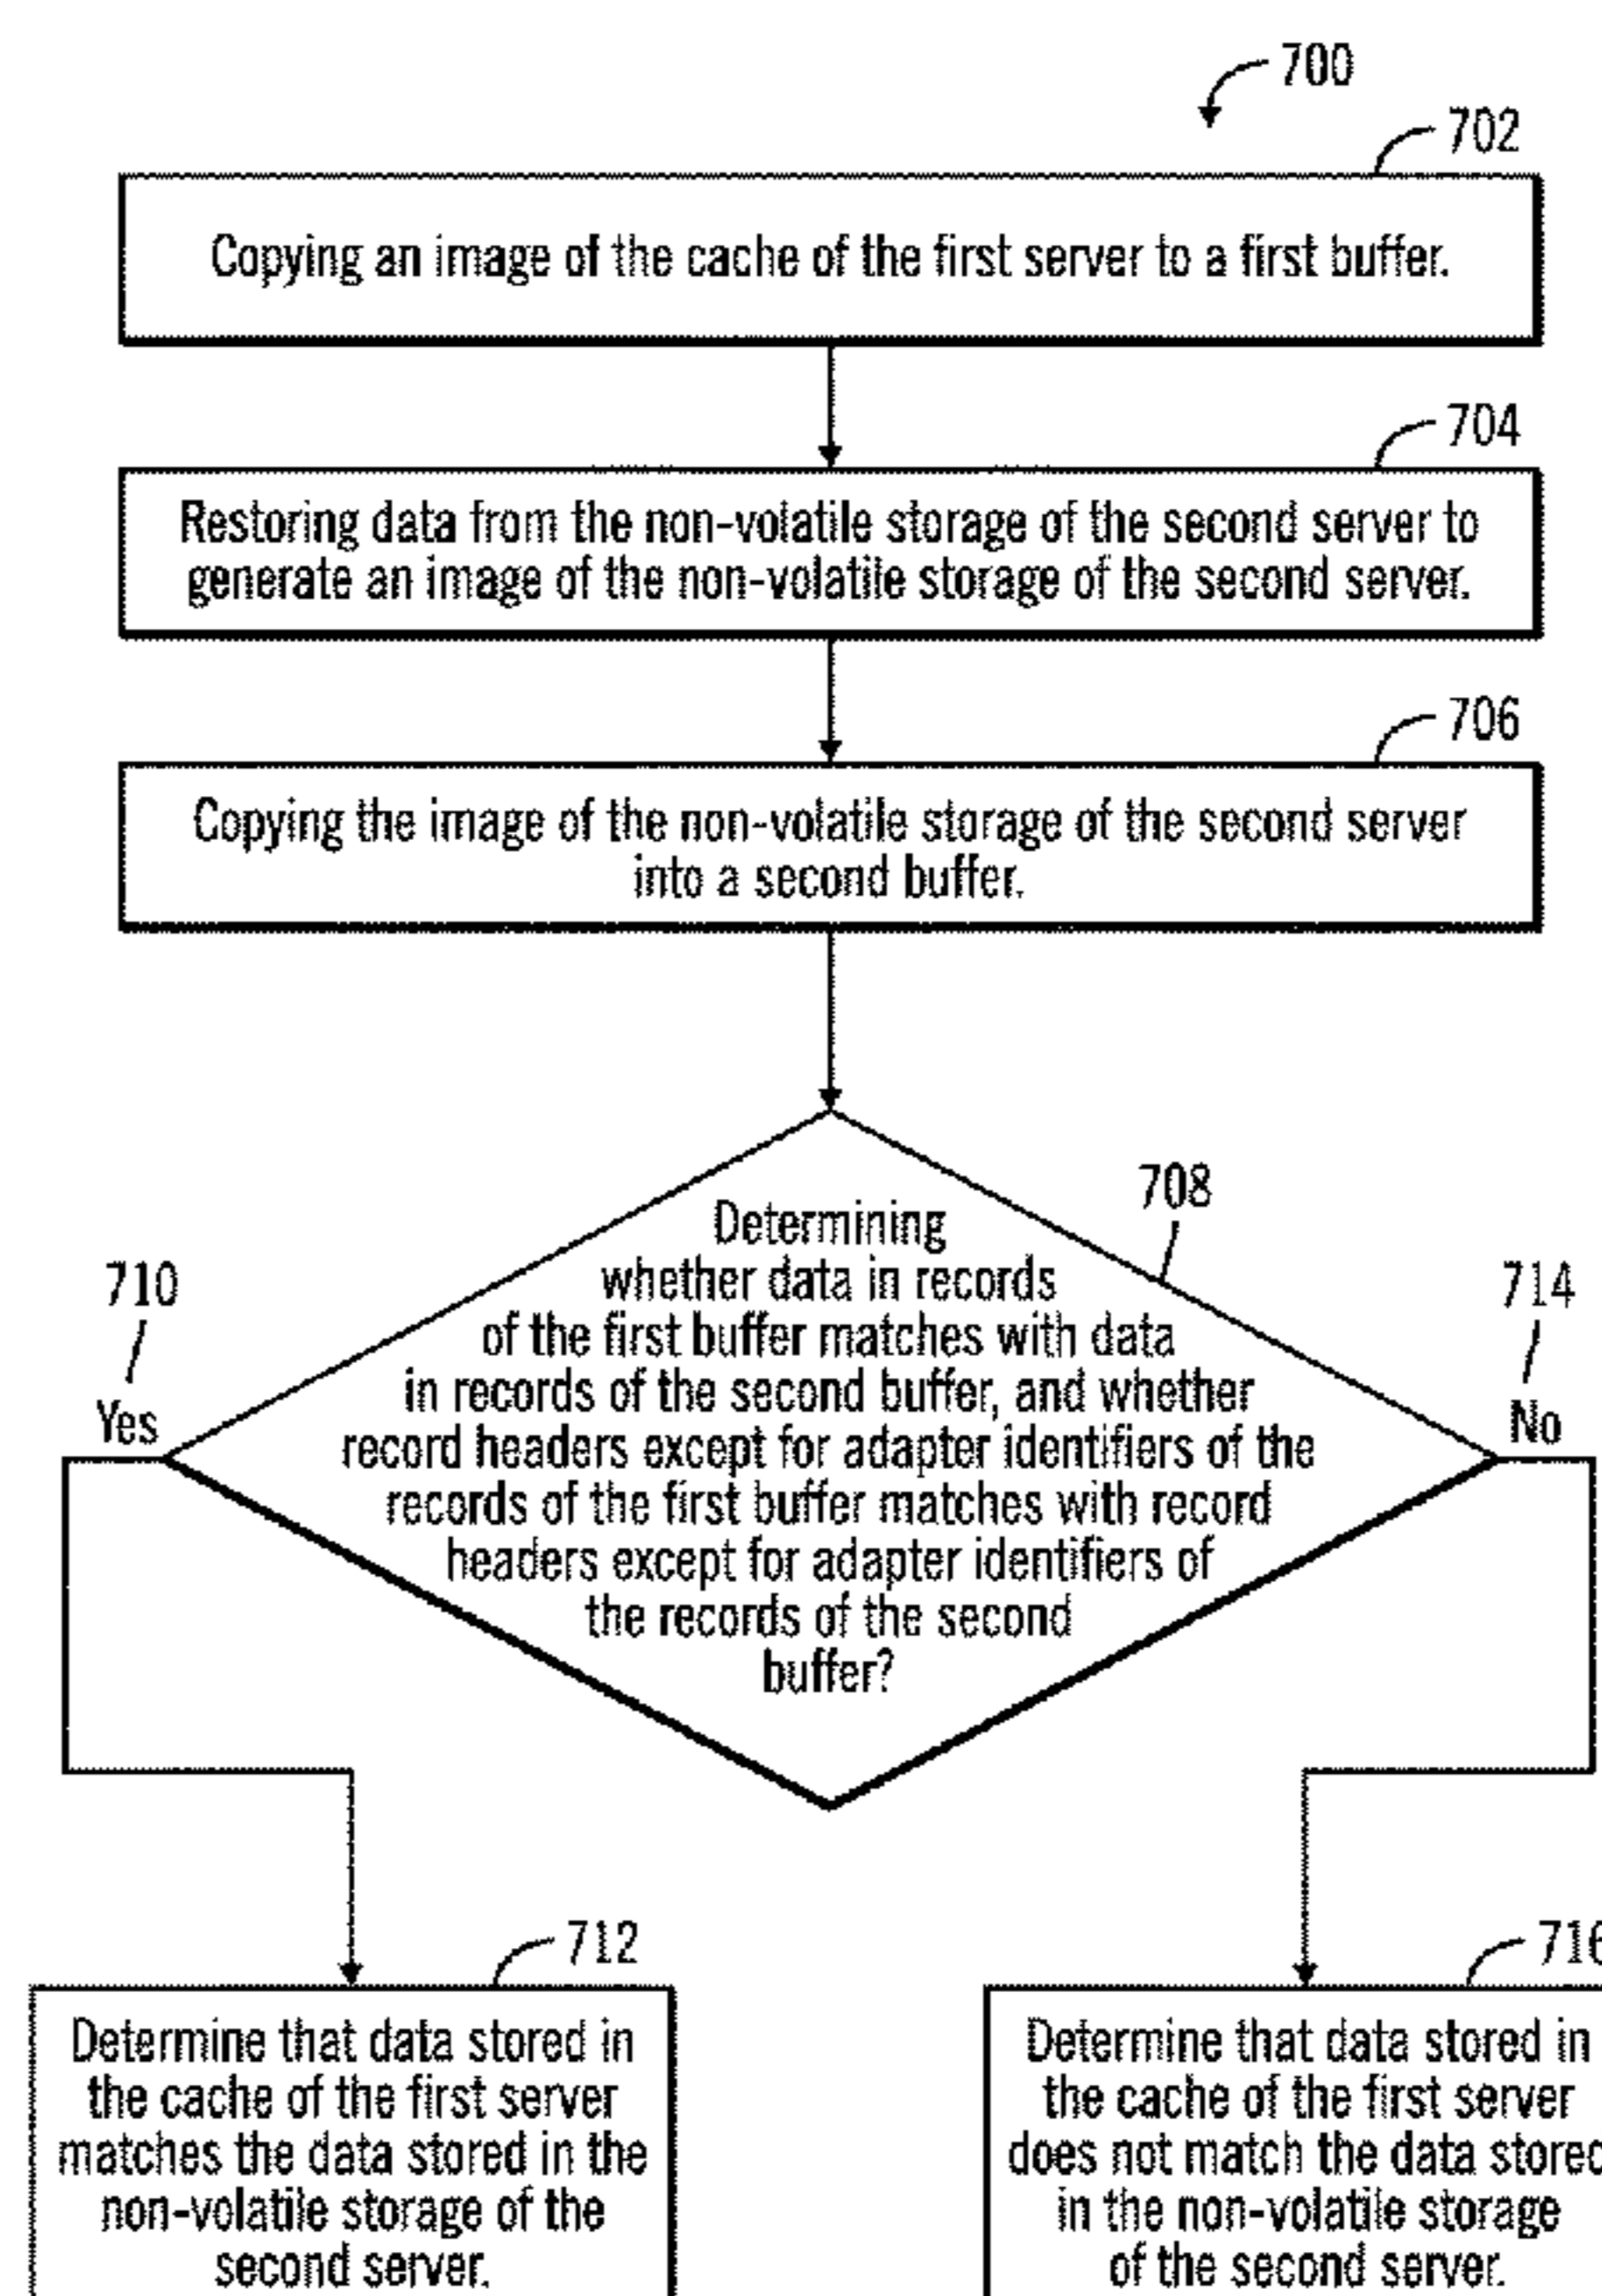 700
702
Copying an image of the cache of the first server to a first buffer.
704
Restoring data from the non-volatile storage of the second server to
generate an image of the non-volatile storage of the second server.
706
Copying the image of the non-volatile storage of the second server
into a second buffer.
708
Determining
whether data in records
of the first buffer matches with data
in records of the second buffer, and whether
record headers except for adapter identifiers of the
records of the first buffer matches with record
headers except for adapter identifiers of
the records of the second
buffer?
710
Yes
714
No
712
Determine that data stored in
the cache of the first server
matches the data stored in the
non-volatile storage of the
second server.
716
Determine that data stored in
the cache of the first server
does not match the data stored
in the non-volatile storage
of the second server.